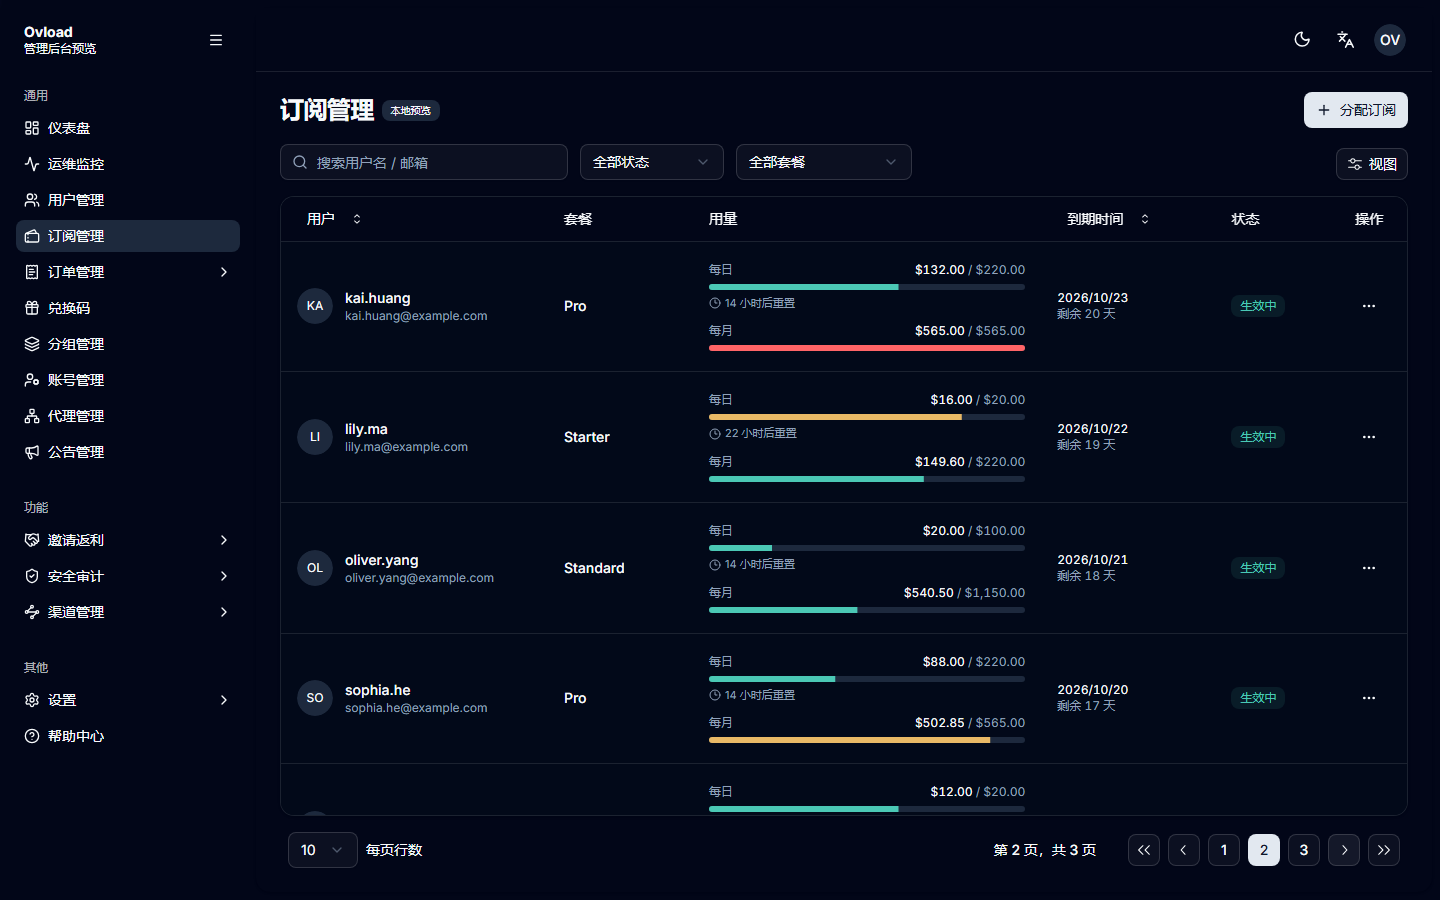 Ovload
管理后台预览
OV
通用
仪表盘
运维监控
用户管理
订阅管理
订单管理
兑换码
分组管理
账号管理
代理管理
公告管理
功能
邀请返利
安全审计
渠道管理
其他
设置
帮助中心
订阅管理 本地预览
分配订阅
搜索用户名 / 邮箱
全部状态
全部套餐
视图
用户 套餐 用量 到期时间 状态 操作
KA
kai.huang
kai.huang@example.com
Pro
每日 $132.00 / $220.00
14 小时后重置
每月 $565.00 / $565.00
2026/10/23
剩余 20 天
生效中
LI
lily.ma
lily.ma@example.com
Starter
每日 $16.00 / $20.00
22 小时后重置
每月 $149.60 / $220.00
2026/10/22
剩余 19 天
生效中
OL
oliver.yang
oliver.yang@example.com
Standard
每日 $20.00 / $100.00
14 小时后重置
每月 $540.50 / $1,150.00
2026/10/21
剩余 18 天
生效中
SO
sophia.he
sophia.he@example.com
Pro
每日 $88.00 / $220.00
14 小时后重置
每月 $502.85 / $565.00
2026/10/20
剩余 17 天
生效中
每日 $12.00 / $20.00
10 每页行数
第 2 页，共 3 页
1 2 3